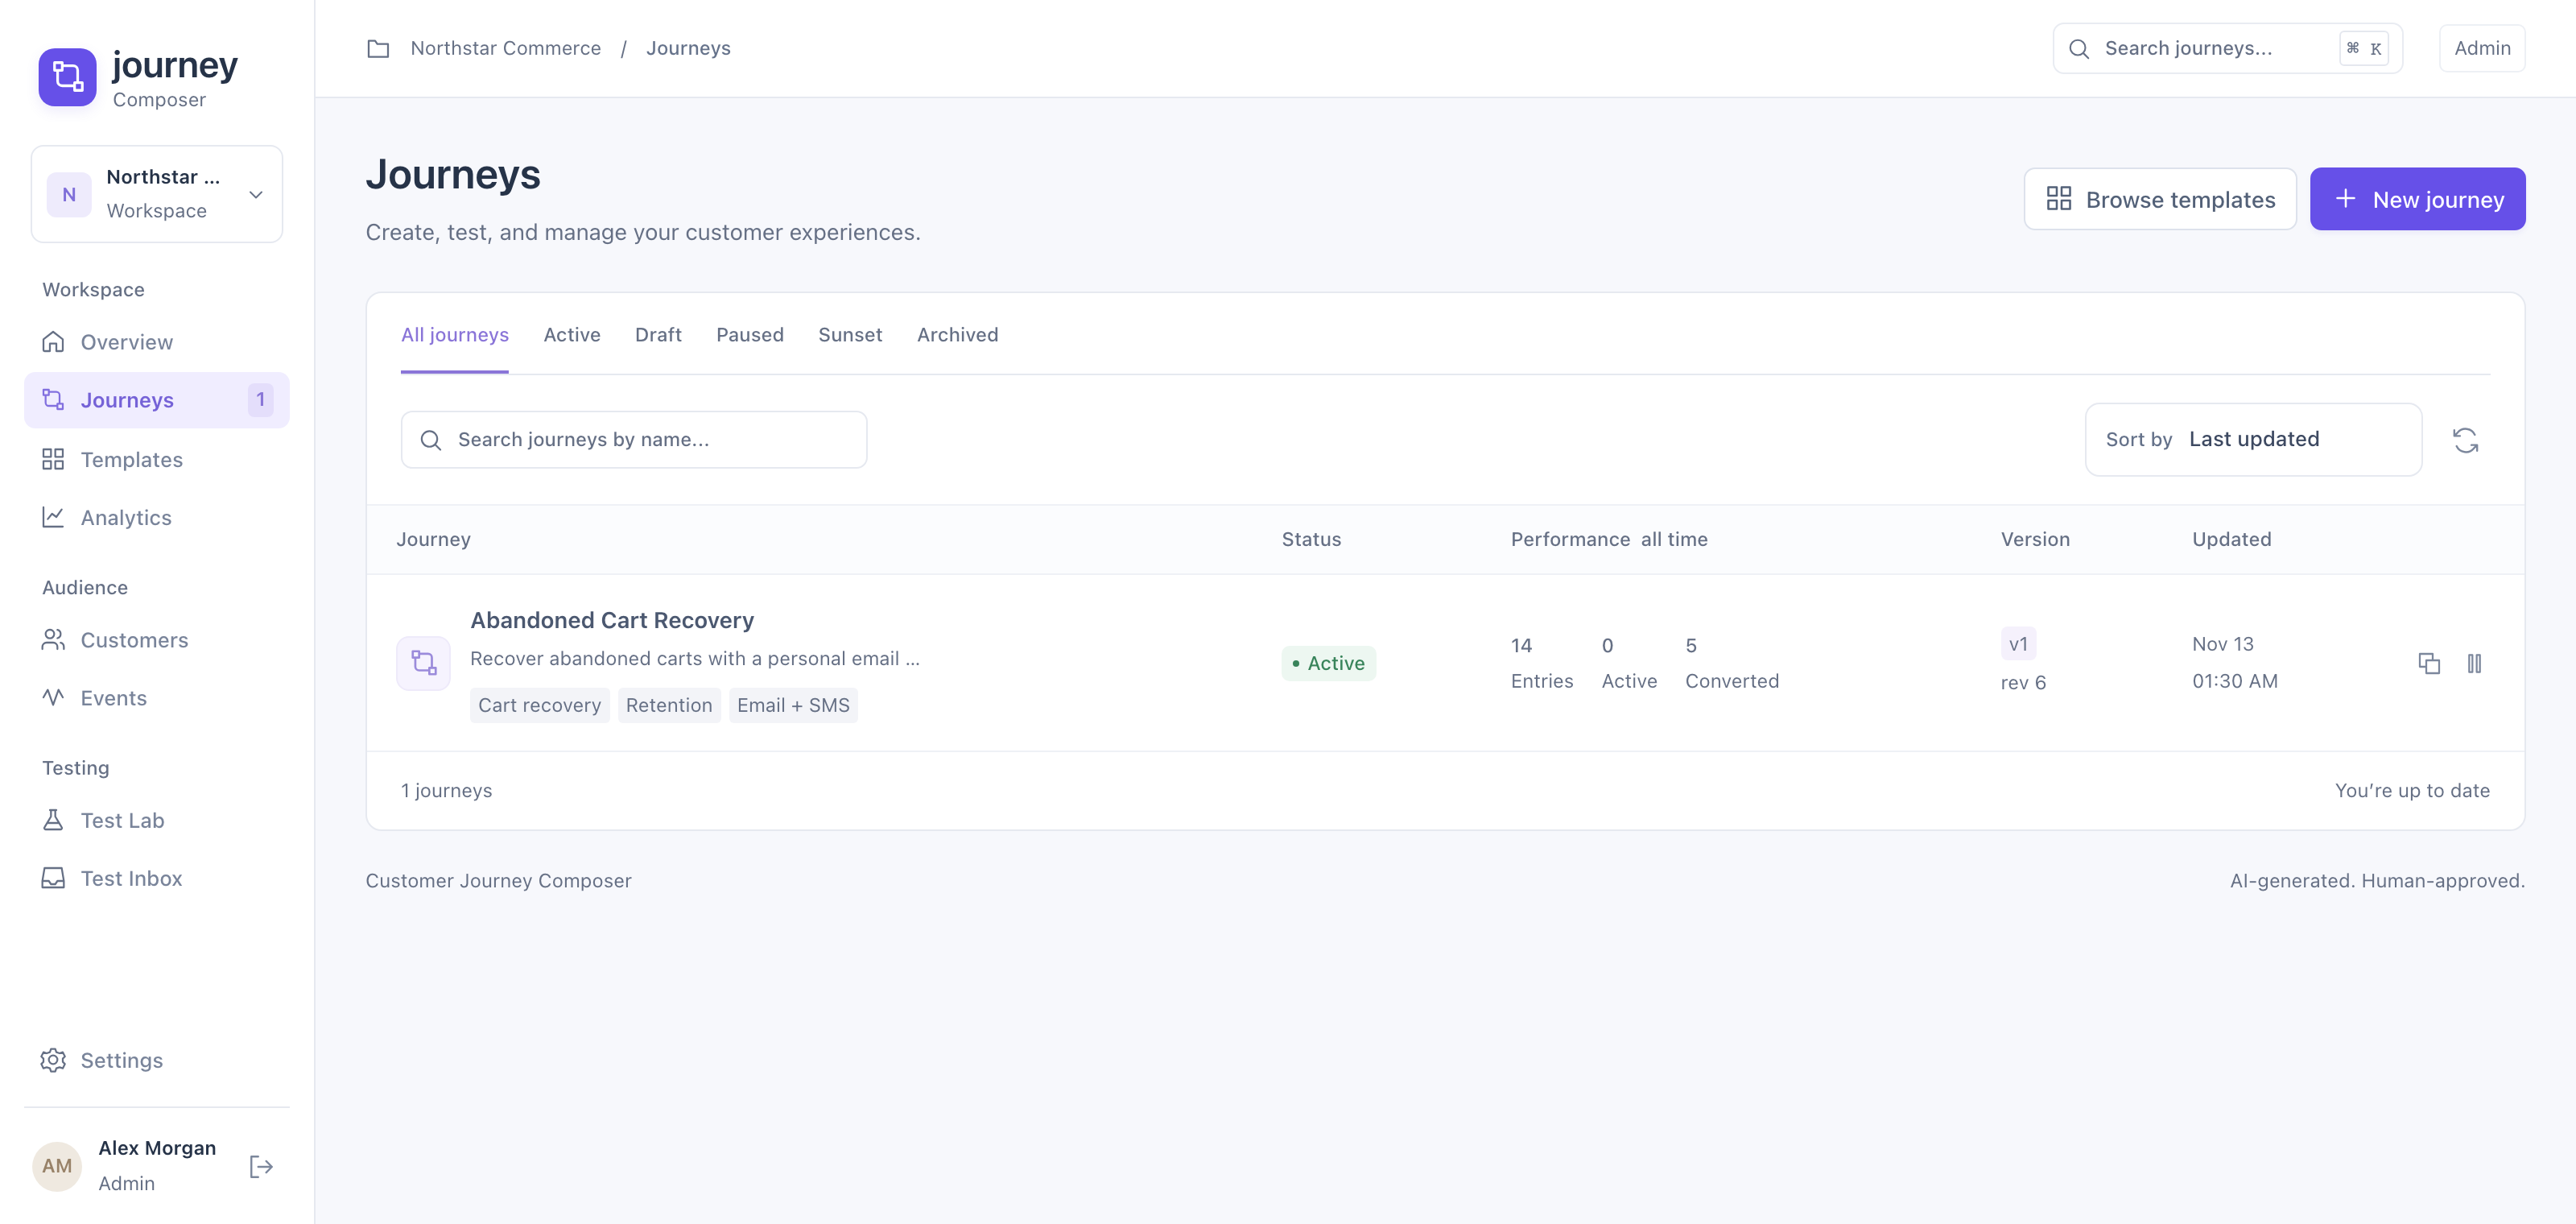 journey
Composer
N
Northstar ...
Workspace
Workspace
Overview
Journeys 1
Templates
Analytics
Audience
Customers
Events
Testing
Test Lab
Test Inbox
Settings
AM
Alex Morgan
Admin
Northstar Commerce / Journeys
Search journeys... ⌘ K
Admin
Journeys
Create, test, and manage your customer experiences.
Browse templates
+ New journey
All journeys Active Draft Paused Sunset Archived
Search journeys by name...
Sort by Last updated
Journey Status Performance all time Version Updated
Abandoned Cart Recovery
Recover abandoned carts with a personal email ...
Cart recovery Retention Email + SMS
• Active
14 0 5
Entries Active Converted
v1
rev 6
Nov 13
01:30 AM
1 journeys
You’re up to date
Customer Journey Composer
AI-generated. Human-approved.